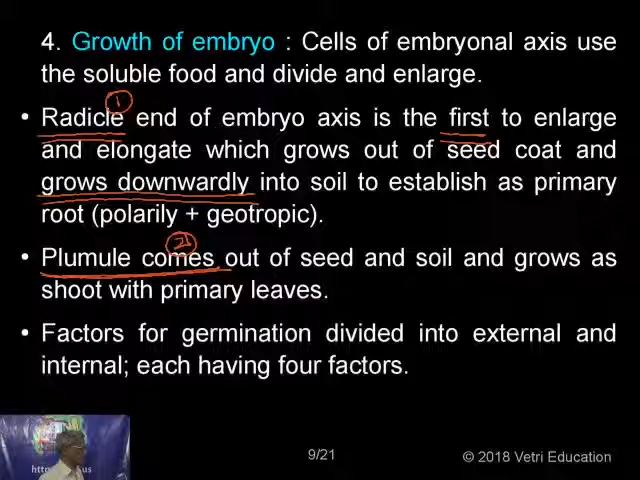 4. Growth of embryo : Cells of embryonal axis use
the soluble food and divide and enlarge.
1
• Radicle end of embryo axis is the first to enlarge
and elongate which grows out of seed coat and
grows downwardly into soil to establish as primary
root (polarily + geotropic).
2
• Plumule comes out of seed and soil and grows as
shoot with primary leaves.
• Factors for germination divided into external and
internal; each having four factors.
9/21
© 2018 Vetri Education